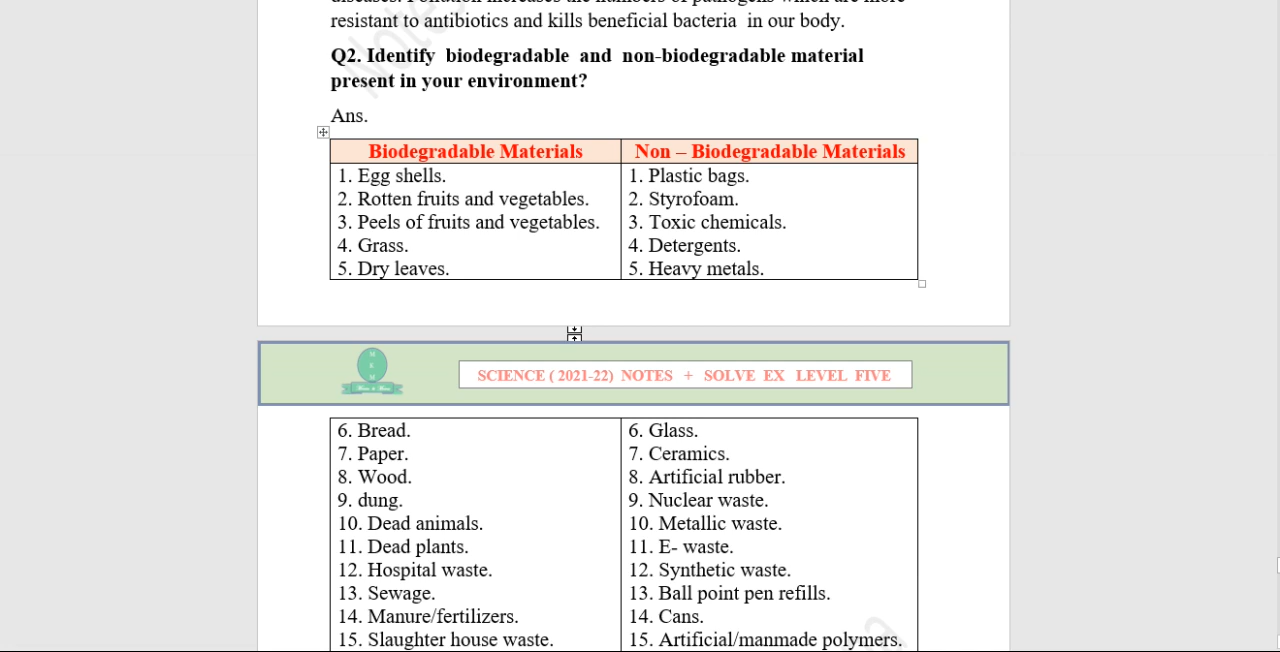 resistant to antibiotics and kills beneficial bacteria in our body.
Q2. Identify biodegradable and non-biodegradable material
present in your environment?
Ans.
Biodegradable Materials
1. Egg shells.
2. Rotten fruits and vegetables.
3. Peels of fruits and vegetables.
4. Grass.
5. Dry leaves.
Non – Biodegradable Materials
1. Plastic bags.
2. Styrofoam.
3. Toxic chemicals.
4. Detergents.
5. Heavy metals.
SCIENCE ( 2021-22) NOTES + SOLVE EX LEVEL FIVE
6. Bread.
7. Paper.
8. Wood.
9. dung.
10. Dead animals.
11. Dead plants.
12. Hospital waste.
13. Sewage.
14. Manure/fertilizers.
15. Slaughter house waste.
6. Glass.
7. Ceramics.
8. Artificial rubber.
9. Nuclear waste.
10. Metallic waste.
11. E- waste.
12. Synthetic waste.
13. Ball point pen refills.
14. Cans.
15. Artificial/manmade polymers.